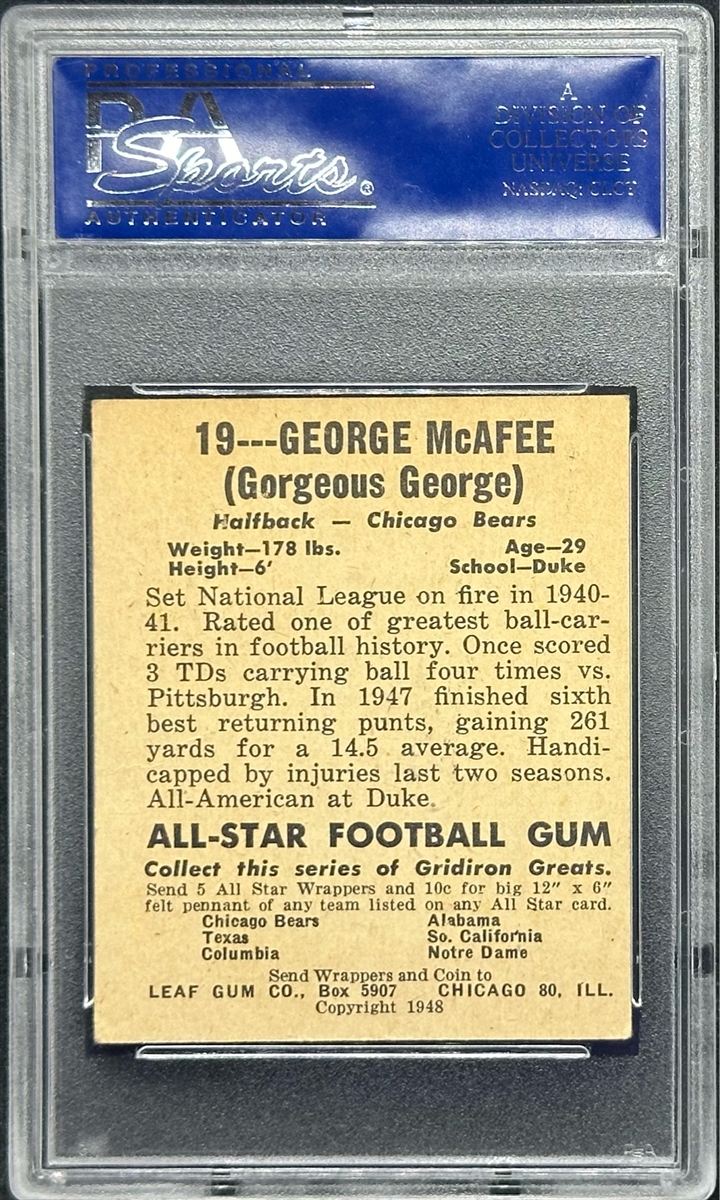 PROFESSIONAL
PSA
Sports®
AUTHENTICATOR
A
DIVISION OF
COLLECTORS
UNIVERSE
NASDAQ: CLCT
19---GEORGE McAFEE
(Gorgeous George)
Halfback — Chicago Bears
Weight—178 lbs. Age—29
Height—6' School—Duke
Set National League on fire in 1940-
41. Rated one of greatest ball-car-
riers in football history. Once scored
3 TDs carrying ball four times vs.
Pittsburgh. In 1947 finished sixth
best returning punts, gaining 261
yards for a 14.5 average. Handi-
capped by injuries last two seasons.
All-American at Duke.
ALL-STAR FOOTBALL GUM
Collect this series of Gridiron Greats.
Send 5 All Star Wrappers and 10c for big 12" x 6"
felt pennant of any team listed on any All Star card.
Chicago Bears Alabama
Texas So. California
Columbia Notre Dame
Send Wrappers and Coin to
LEAF GUM CO., Box 5907 CHICAGO 80, ILL.
Copyright 1948
PSA